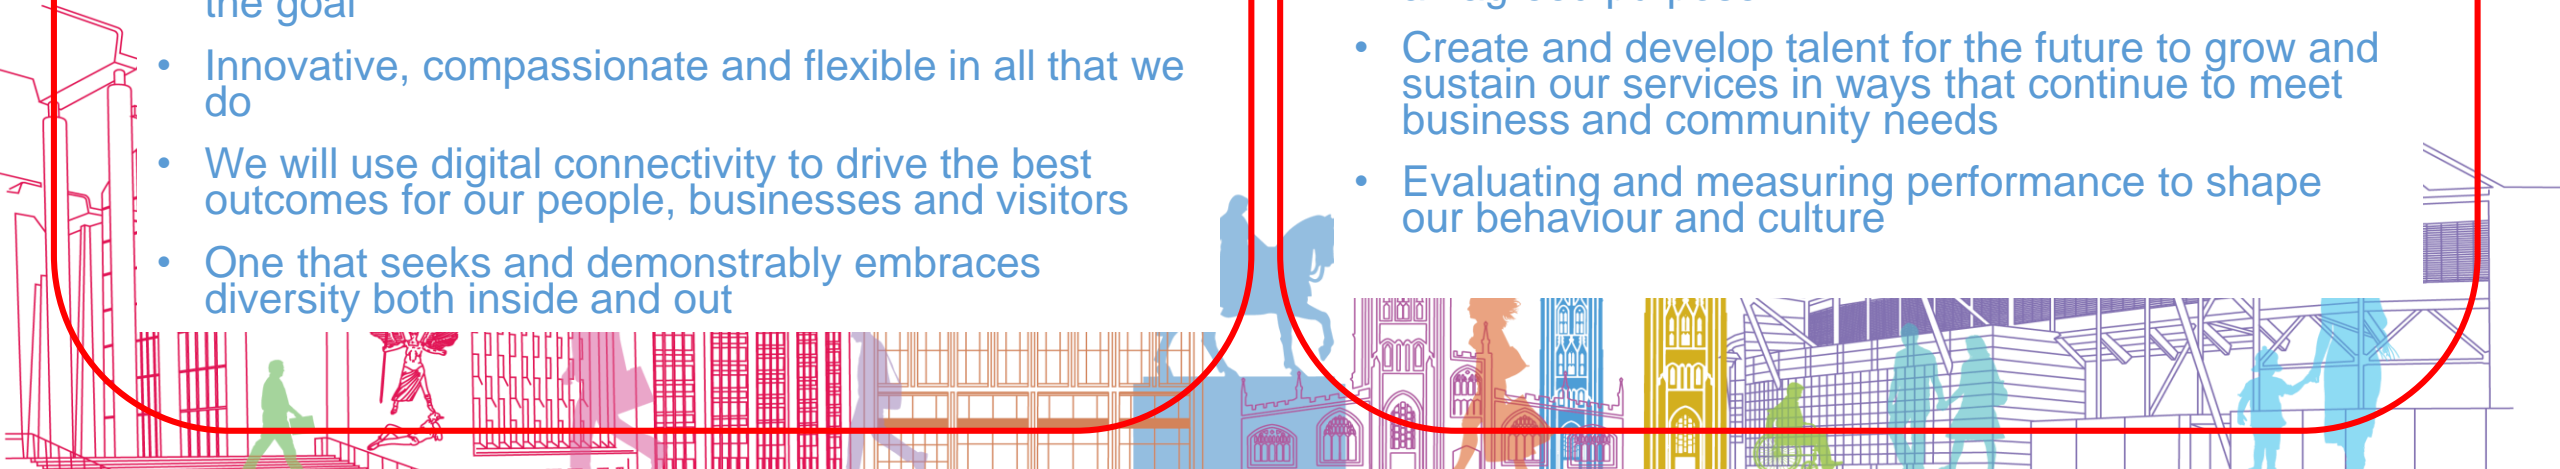 the goal
• Innovative, compassionate and flexible in all that we
do
• We will use digital connectivity to drive the best
outcomes for our people, businesses and visitors
• One that seeks and demonstrably embraces
diversity both inside and out
• Create and develop talent for the future to grow and
sustain our services in ways that continue to meet
business and community needs
• Evaluating and measuring performance to shape
our behaviour and culture